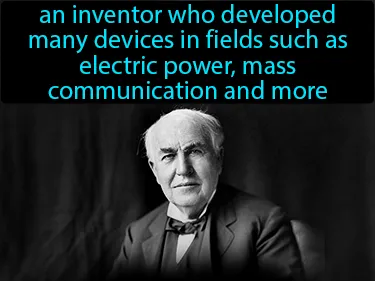 an inventor who developed
many devices in fields such as
electric power, mass
communication and more